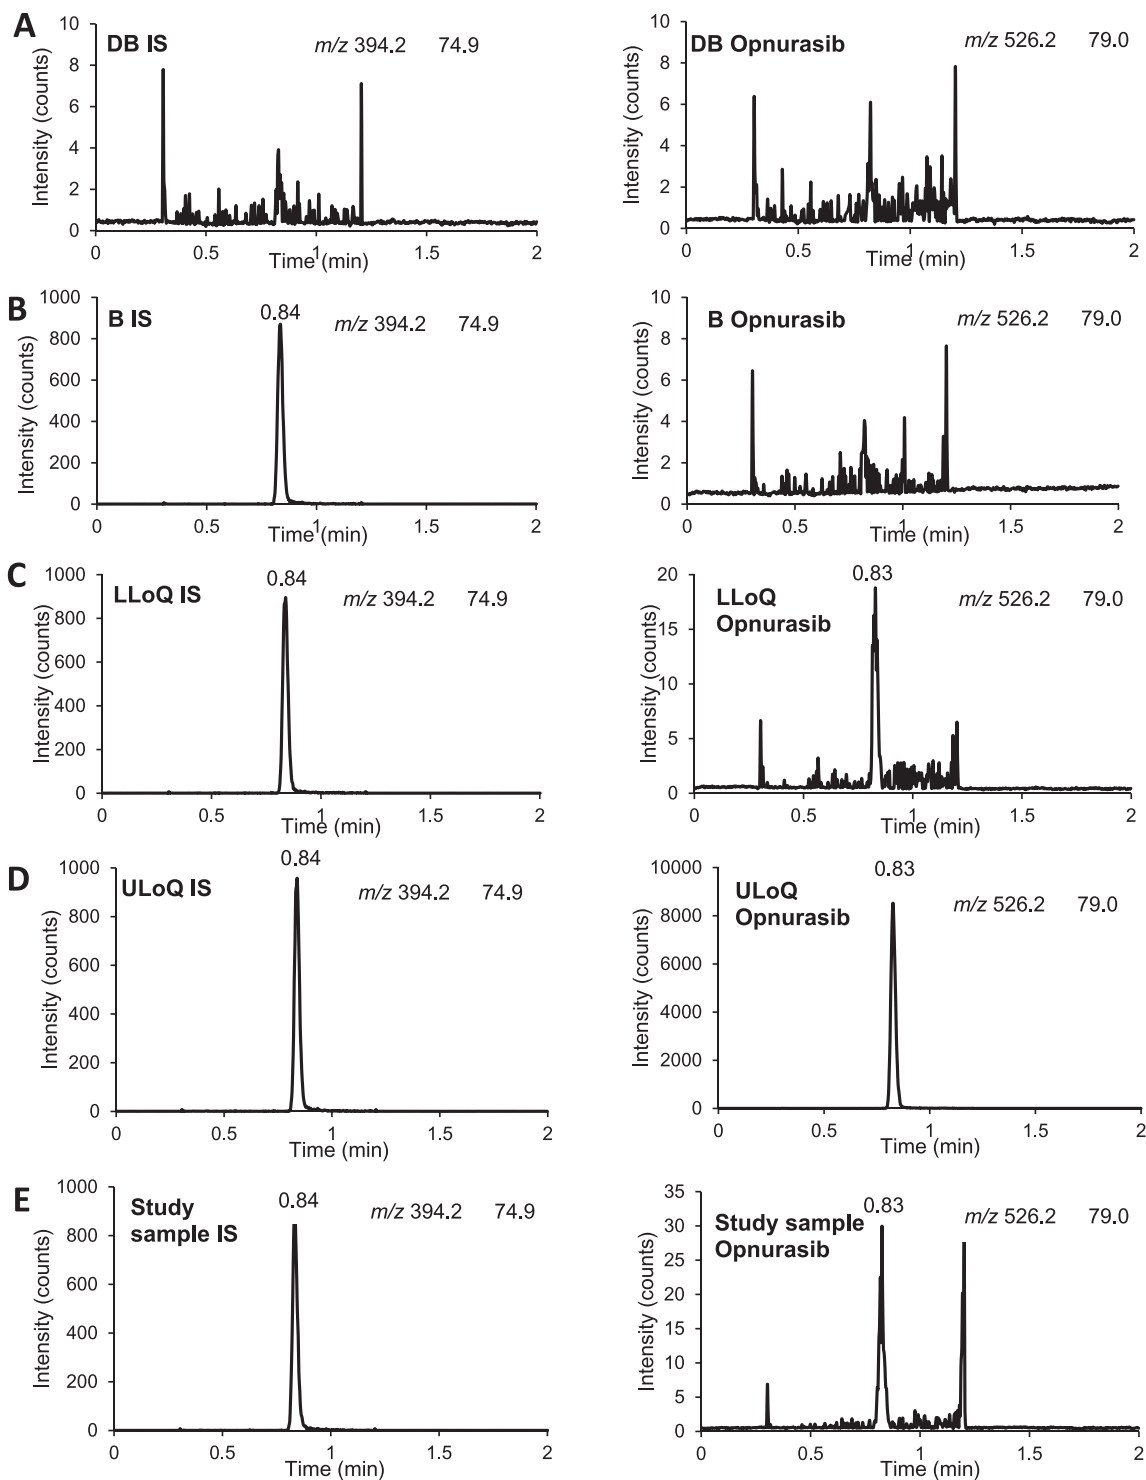 A
DB IS
m/z 394.2 74.9
Intensity (counts)
10
8
6
4
2
0
0 0.5 1 1.5 2
Time (min)
DB Opnurasib
m/z 526.2 79.0
Intensity (counts)
10
8
6
4
2
0
0 0.5 1 1.5 2
Time (min)
B
B IS
0.84
m/z 394.2 74.9
Intensity (counts)
1000
800
600
400
200
0
0 0.5 1 1.5 2
Time (min)
B Opnurasib
m/z 526.2 79.0
Intensity (counts)
10
8
6
4
2
0
0 0.5 1 1.5 2
Time (min)
C
LLoQ IS
0.84
m/z 394.2 74.9
Intensity (counts)
1000
800
600
400
200
0
0 0.5 1 1.5 2
Time (min)
LLoQ
Opnurasib
0.83
m/z 526.2 79.0
Intensity (counts)
20
15
10
5
0
0 0.5 1 1.5 2
Time (min)
D
ULoQ IS
0.84
m/z 394.2 74.9
Intensity (counts)
1000
800
600
400
200
0
0 0.5 1 1.5 2
Time (min)
ULoQ
Opnurasib
0.83
m/z 526.2 79.0
Intensity (counts)
10000
8000
6000
4000
2000
0
0 0.5 1 1.5 2
Time (min)
E
Study
sample IS
0.84
m/z 394.2 74.9
Intensity (counts)
1000
800
600
400
200
0
0 0.5 1 1.5 2
Time (min)
Study sample
Opnurasib
0.83
m/z 526.2 79.0
Intensity (counts)
35
30
25
20
15
10
5
0
0 0.5 1 1.5 2
Time (min)